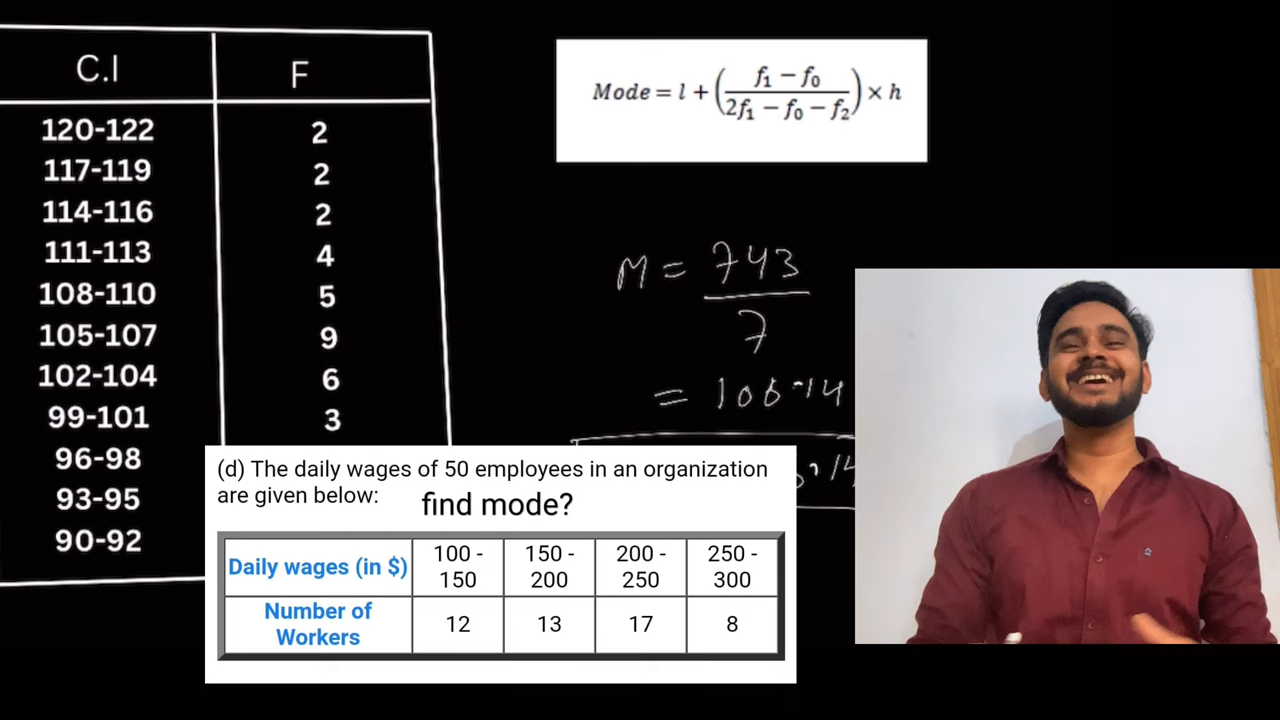 C.I F
120-122 2
117-119 2
114-116 2
111-113 4
108-110 5
105-107 9
102-104 6
99-101 3
96-98
93-95
90-92
Mode = l + (f₁ − f₀ / 2f₁ − f₀ − f₂) × h
M = 743
7
= 106.14
(d) The daily wages of 50 employees in an organization
are given below: find mode?
Daily wages (in $) 100 - 150 - 200 - 250 -
150 200 250 300
Number of
Workers 12 13 17 8